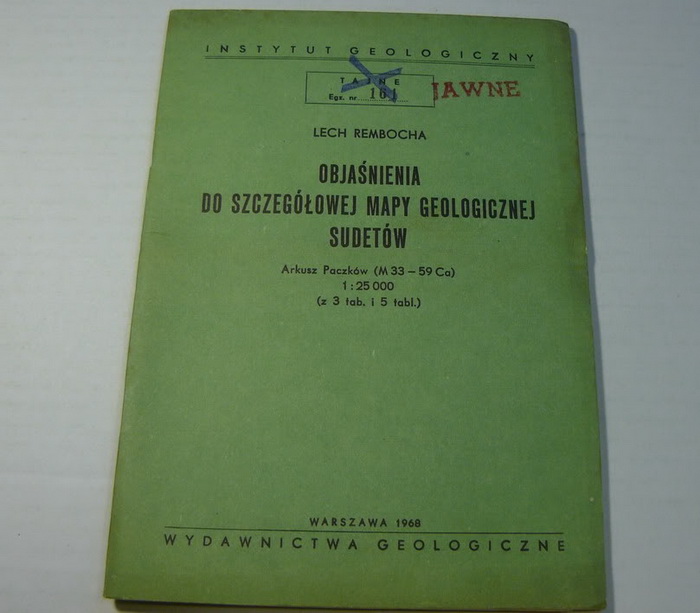 INSTYTUT GEOLOGICZNY
TAJNE
Egz. nr 161
JAWNE
LECH REMBOCHA
OBJAŚNIENIA
DO SZCZEGÓŁOWEJ MAPY GEOLOGICZNEJ
SUDETÓW
Arkusz Paczków (M 33 – 59 Ca)
1 : 25 000
(z 3 tab. i 5 tabl.)
WARSZAWA 1968
WYDAWNICTWA GEOLOGICZNE